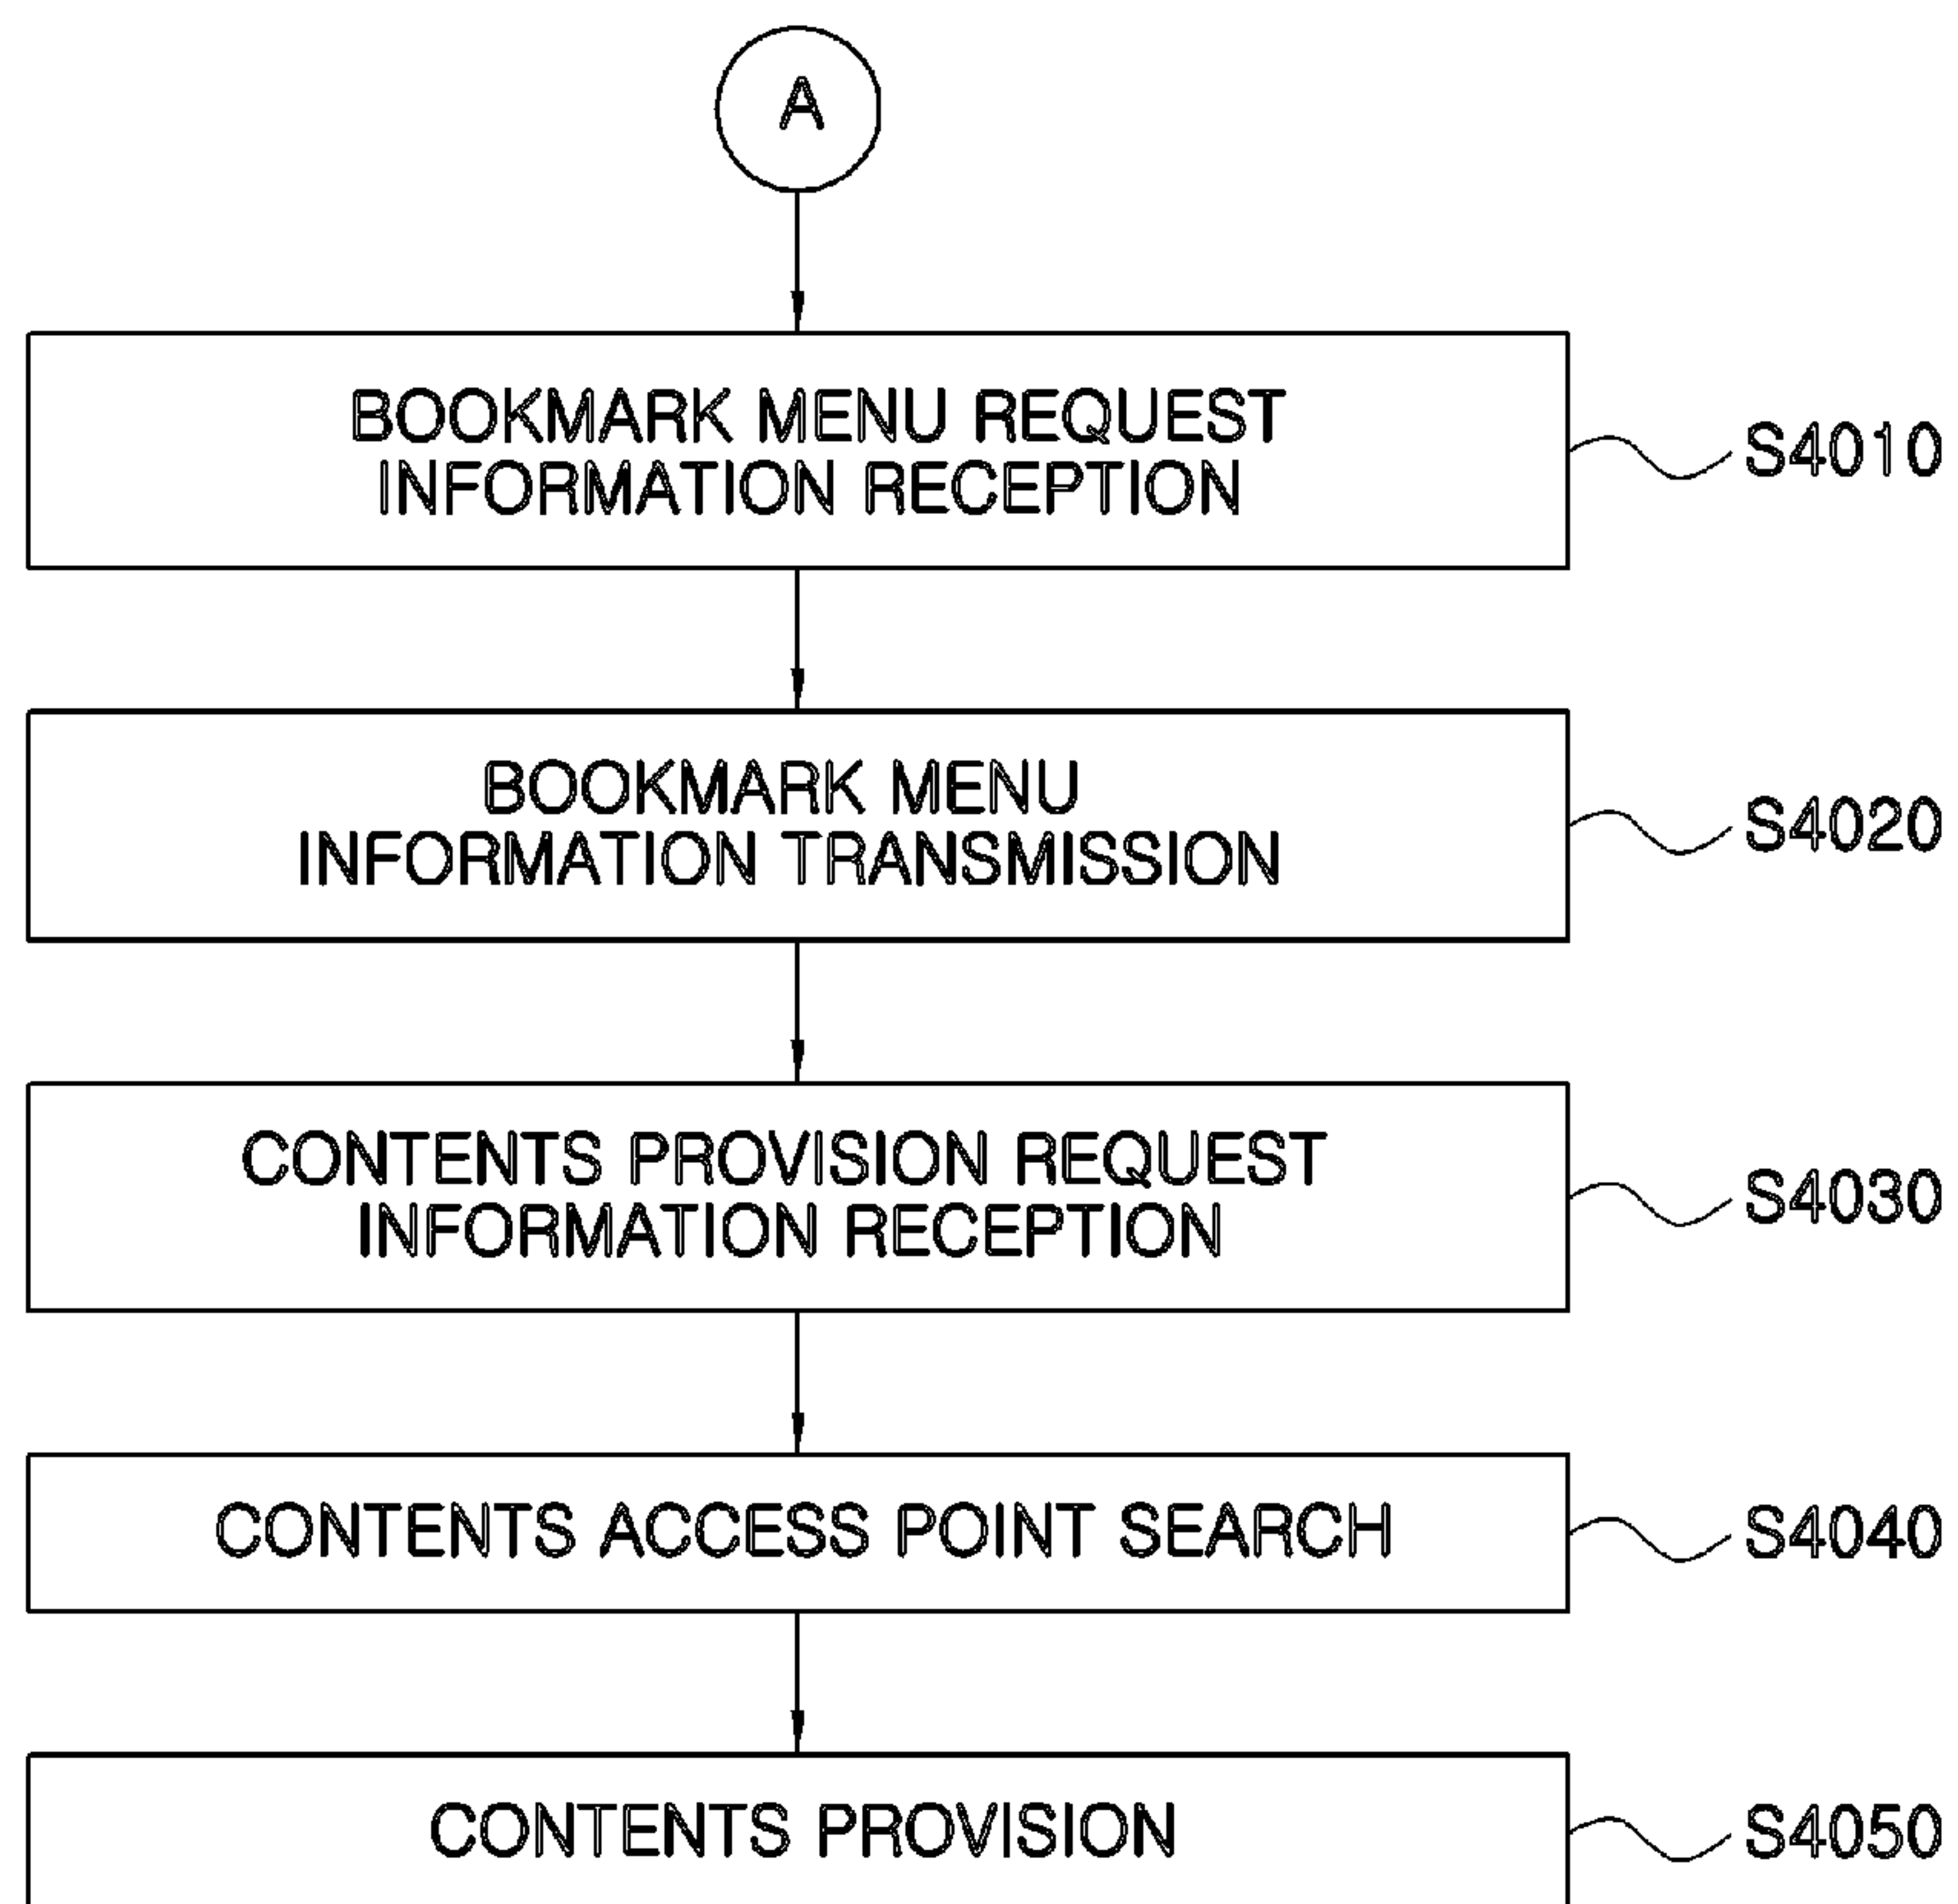 A
BOOKMARK MENU REQUEST
INFORMATION RECEPTION
S4010
BOOKMARK MENU
INFORMATION TRANSMISSION
S4020
CONTENTS PROVISION REQUEST
INFORMATION RECEPTION
S4030
CONTENTS ACCESS POINT SEARCH
S4040
CONTENTS PROVISION
S4050